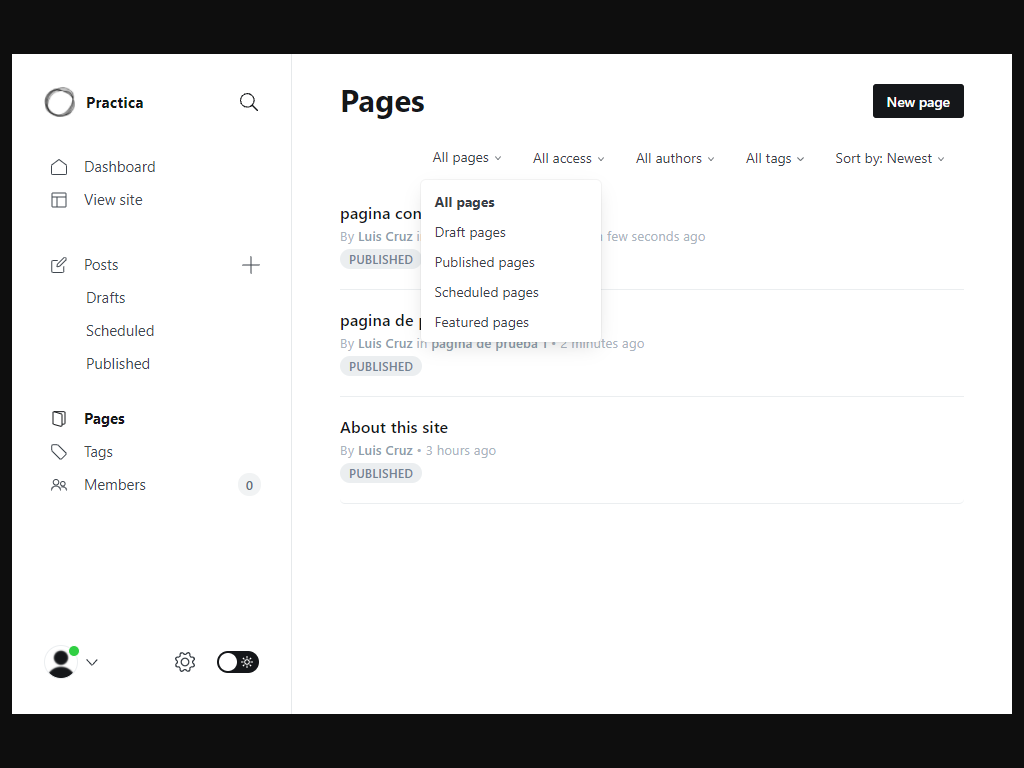 Practica
Dashboard
View site
Posts
Drafts
Scheduled
Published
Pages
Tags
Members 0
Pages
New page
All pages All access All authors All tags Sort by: Newest
All pages
Draft pages
Published pages
Scheduled pages
Featured pages
pagina con
By Luis Cruz few seconds ago
PUBLISHED
pagina de
By Luis Cruz in pagina de prueba 1 • 2 minutes ago
PUBLISHED
About this site
By Luis Cruz • 3 hours ago
PUBLISHED